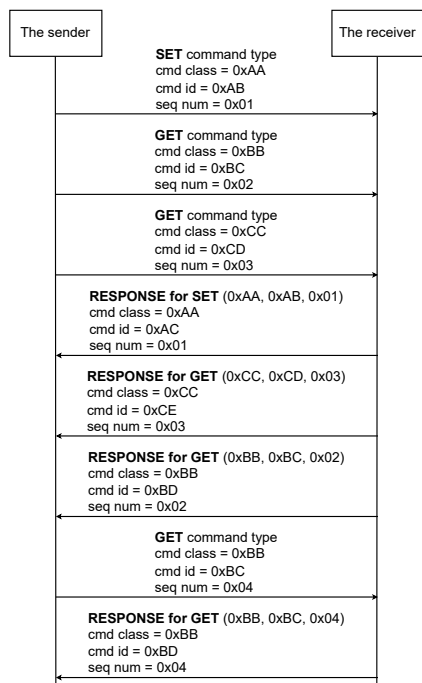 The sender
The receiver
SET command type
cmd class = 0xAA
cmd id = 0xAB
seq num = 0x01
GET command type
cmd class = 0xBB
cmd id = 0xBC
seq num = 0x02
GET command type
cmd class = 0xCC
cmd id = 0xCD
seq num = 0x03
RESPONSE for SET (0xAA, 0xAB, 0x01)
cmd class = 0xAA
cmd id = 0xAC
seq num = 0x01
RESPONSE for GET (0xCC, 0xCD, 0x03)
cmd class = 0xCC
cmd id = 0xCE
seq num = 0x03
RESPONSE for GET (0xBB, 0xBC, 0x02)
cmd class = 0xBB
cmd id = 0xBD
seq num = 0x02
GET command type
cmd class = 0xBB
cmd id = 0xBC
seq num = 0x04
RESPONSE for GET (0xBB, 0xBC, 0x04)
cmd class = 0xBB
cmd id = 0xBD
seq num = 0x04